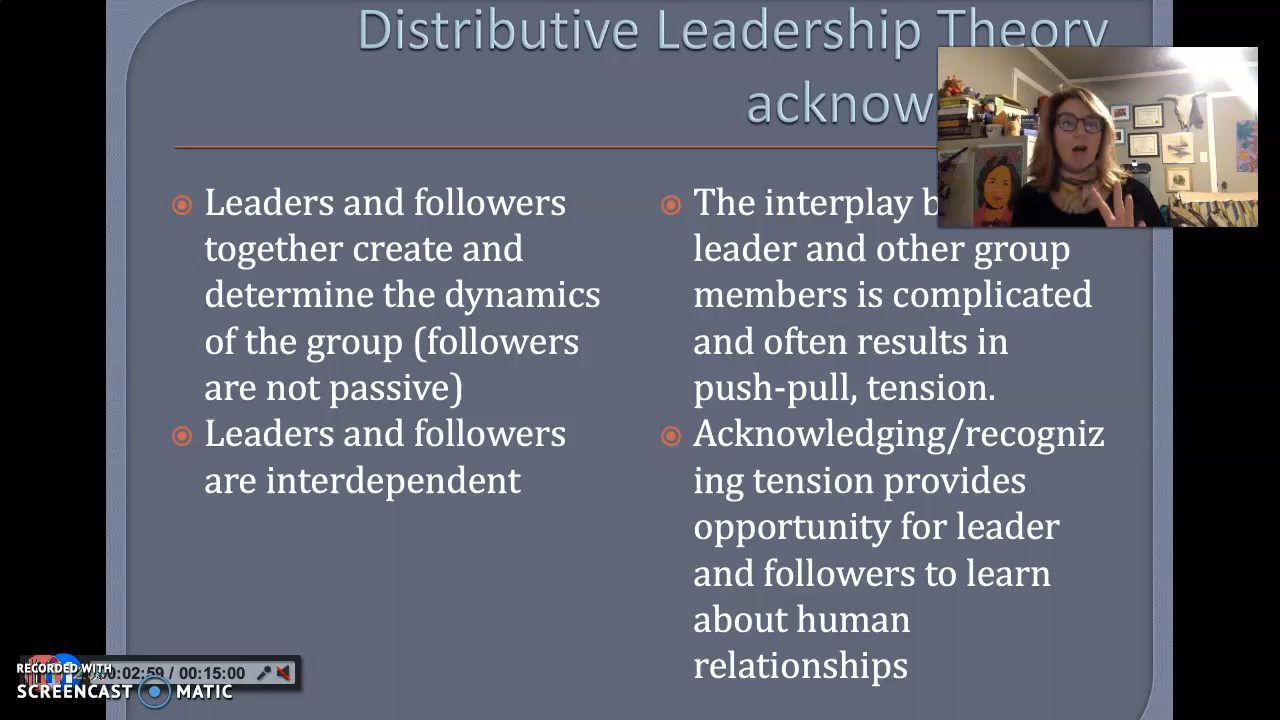 Distributive Leadership Theory
acknow
Leaders and followers
together create and
determine the dynamics
of the group (followers
are not passive)
Leaders and followers
are interdependent
The interplay b
leader and other group
members is complicated
and often results in
push-pull, tension.
Acknowledging/recogniz
ing tension provides
opportunity for leader
and followers to learn
about human
relationships
RECORDED WITH
00:02:59 / 00:15:00
SCREENCAST MATIC